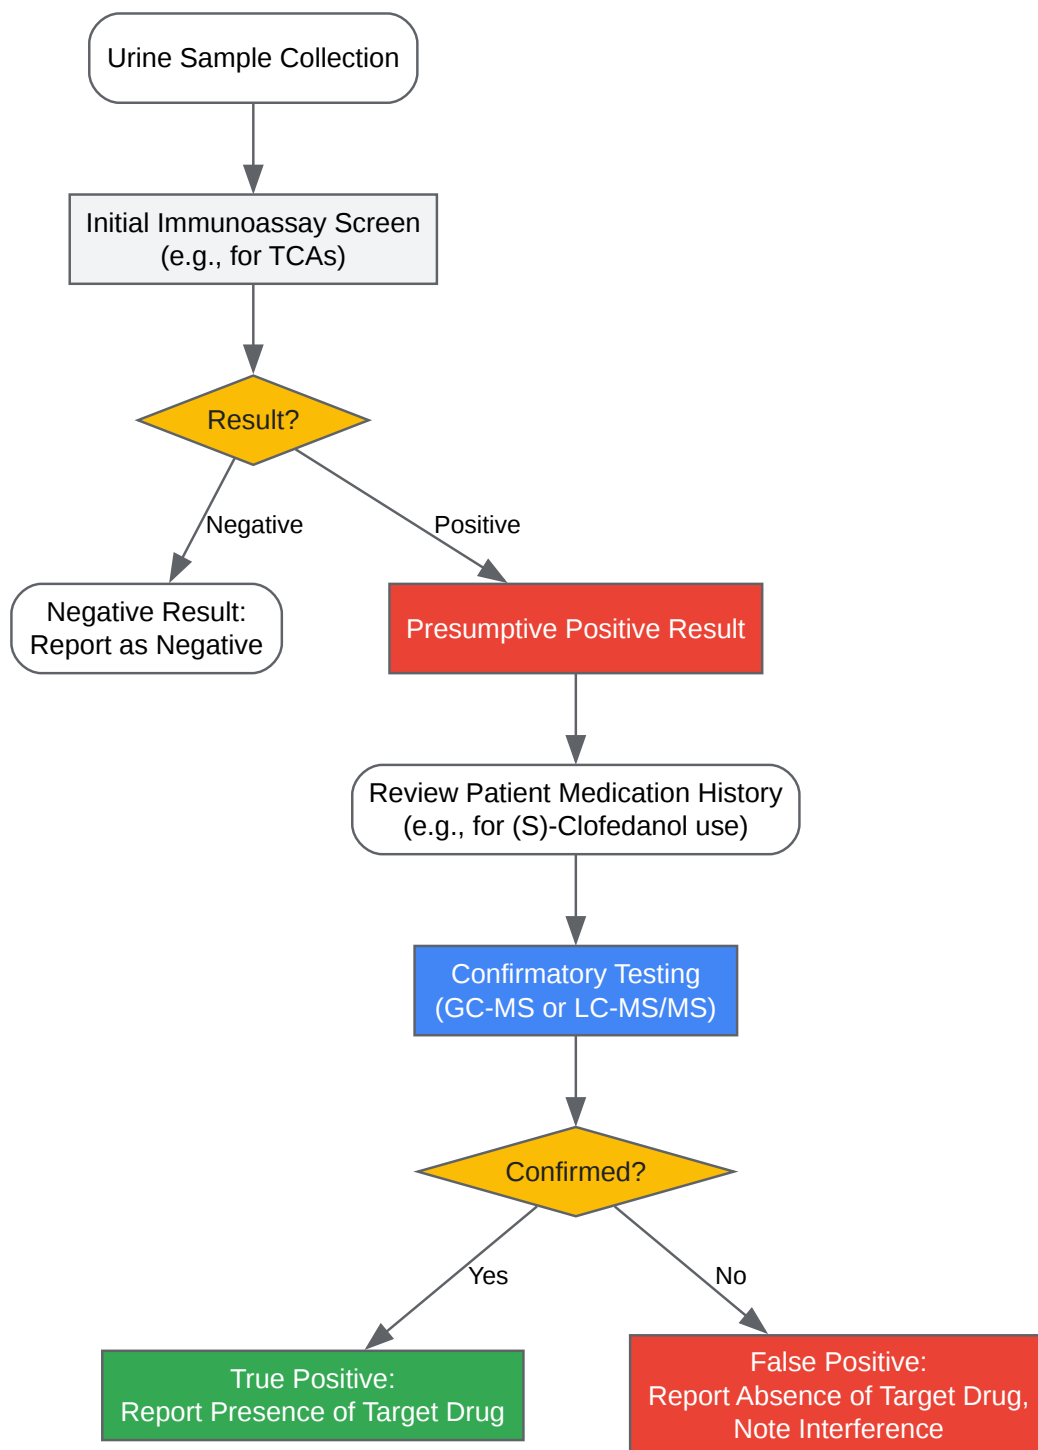 Urine Sample Collection
Initial Immunoassay Screen
(e.g., for TCAs)
Result?
Negative
Positive
Negative Result:
Report as Negative
Presumptive Positive Result
Review Patient Medication History
(e.g., for (S)-Clofedanol use)
Confirmatory Testing
(GC-MS or LC-MS/MS)
Confirmed?
Yes
No
True Positive:
Report Presence of Target Drug
False Positive:
Report Absence of Target Drug,
Note Interference